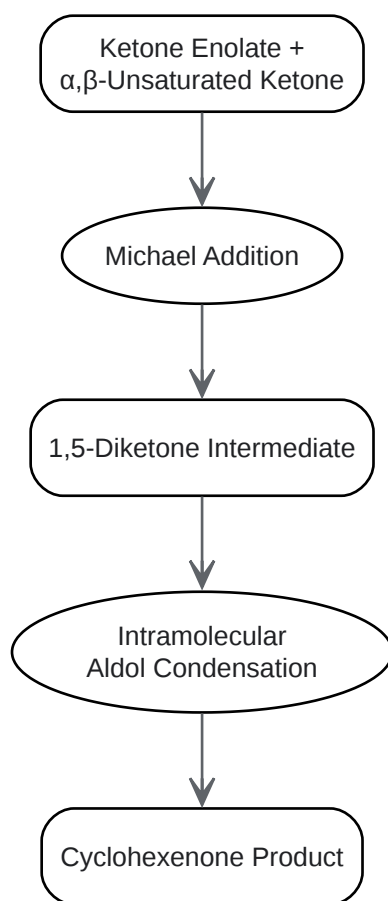 Ketone Enolate +
α,β-Unsaturated Ketone
Michael Addition
1,5-Diketone Intermediate
Intramolecular
Aldol Condensation
Cyclohexenone Product